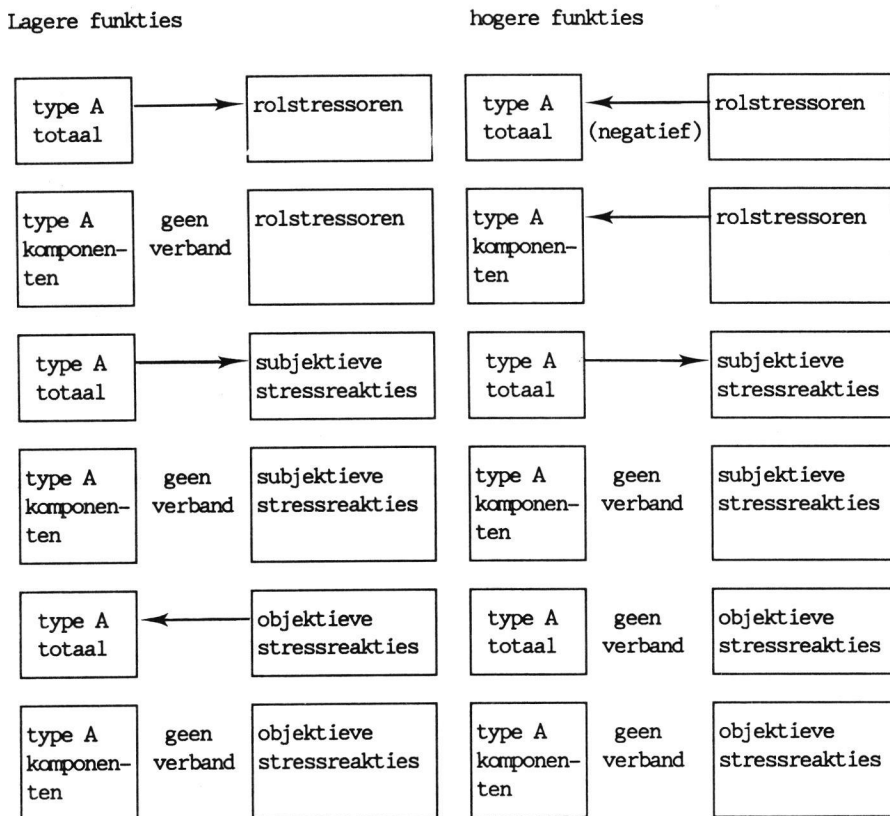 Lagere funkties
hogere funkties
type A
totaal
rolstressoren
type A
totaal
(negatief)
rolstressoren
type A
komponen-
ten
geen
verband
rolstressoren
type A
komponen-
ten
rolstressoren
type A
totaal
subjektieve
stressreakties
type A
totaal
subjektieve
stressreakties
type A
komponen-
ten
geen
verband
subjektieve
stressreakties
type A
komponen-
ten
geen
verband
subjektieve
stressreakties
type A
totaal
objektieve
stressreakties
type A
totaal
geen
verband
objektieve
stressreakties
type A
komponen-
ten
geen
verband
objektieve
stressreakties
type A
komponen-
ten
geen
verband
objektieve
stressreakties